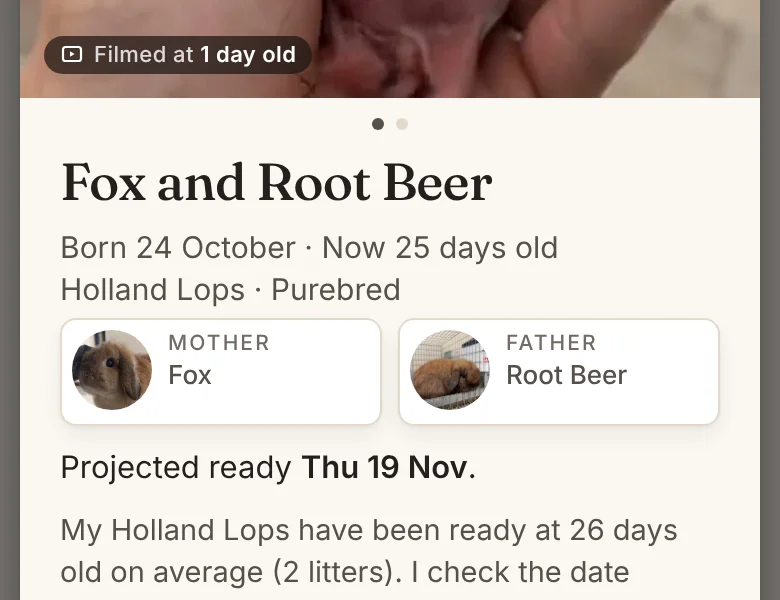 Filmed at 1 day old
Fox and Root Beer
Born 24 October · Now 25 days old
Holland Lops · Purebred
MOTHER
Fox
FATHER
Root Beer
Projected ready Thu 19 Nov.
My Holland Lops have been ready at 26 days
old on average (2 litters). I check the date